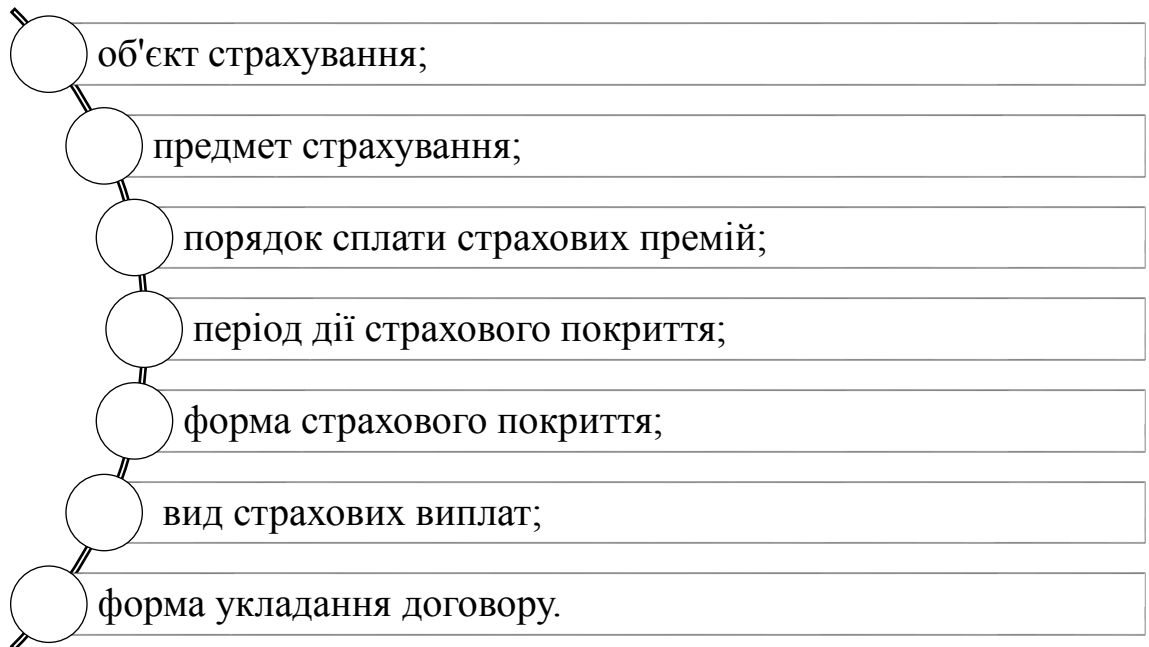 об'єкт страхування;
предмет страхування;
порядок сплати страхових премій;
період дії страхового покриття;
форма страхового покриття;
вид страхових виплат;
форма укладання договору.